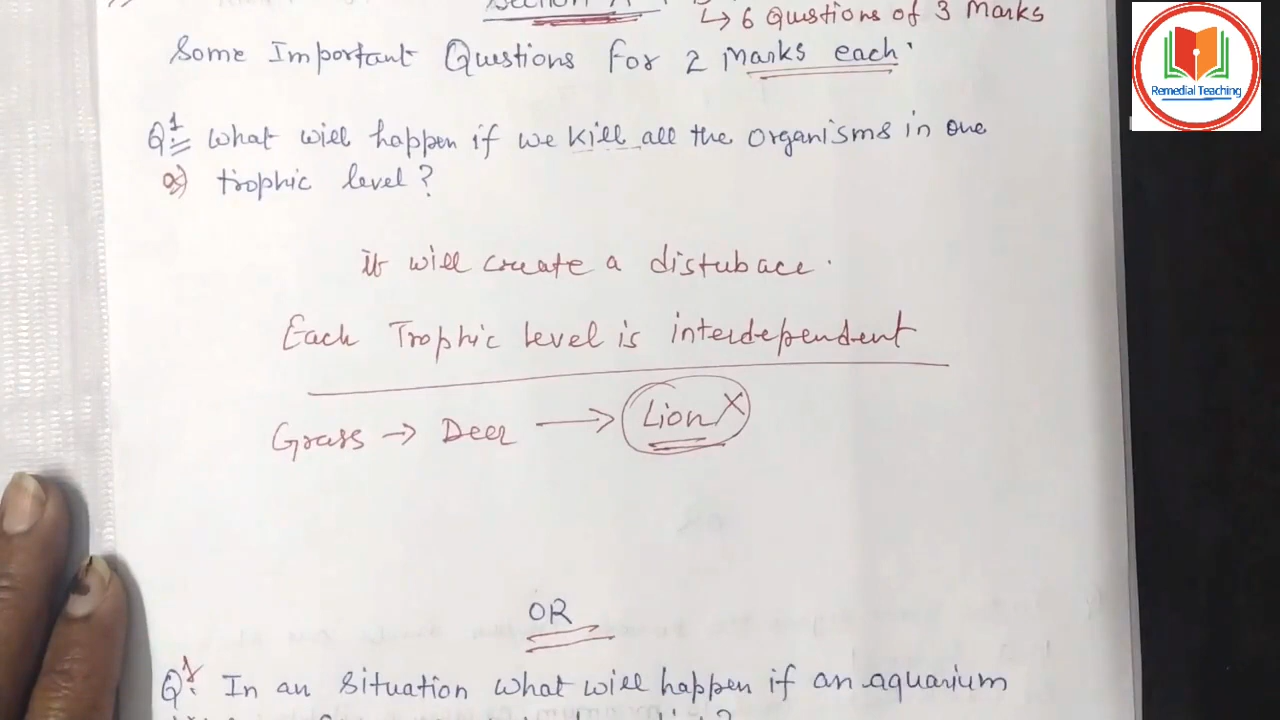 Section A
↳ 6 Qustions of 3 Marks
Some Important Qustions for 2 Marks each.
Q1 What will happen if we kill all the organisms in one
trophic level?
it will create a distubace.
Each Trophic level is interdependent
Grass → Deer → Lion X
OR
Q1. In an situation what will happen if an aquarium
Remedial Teaching